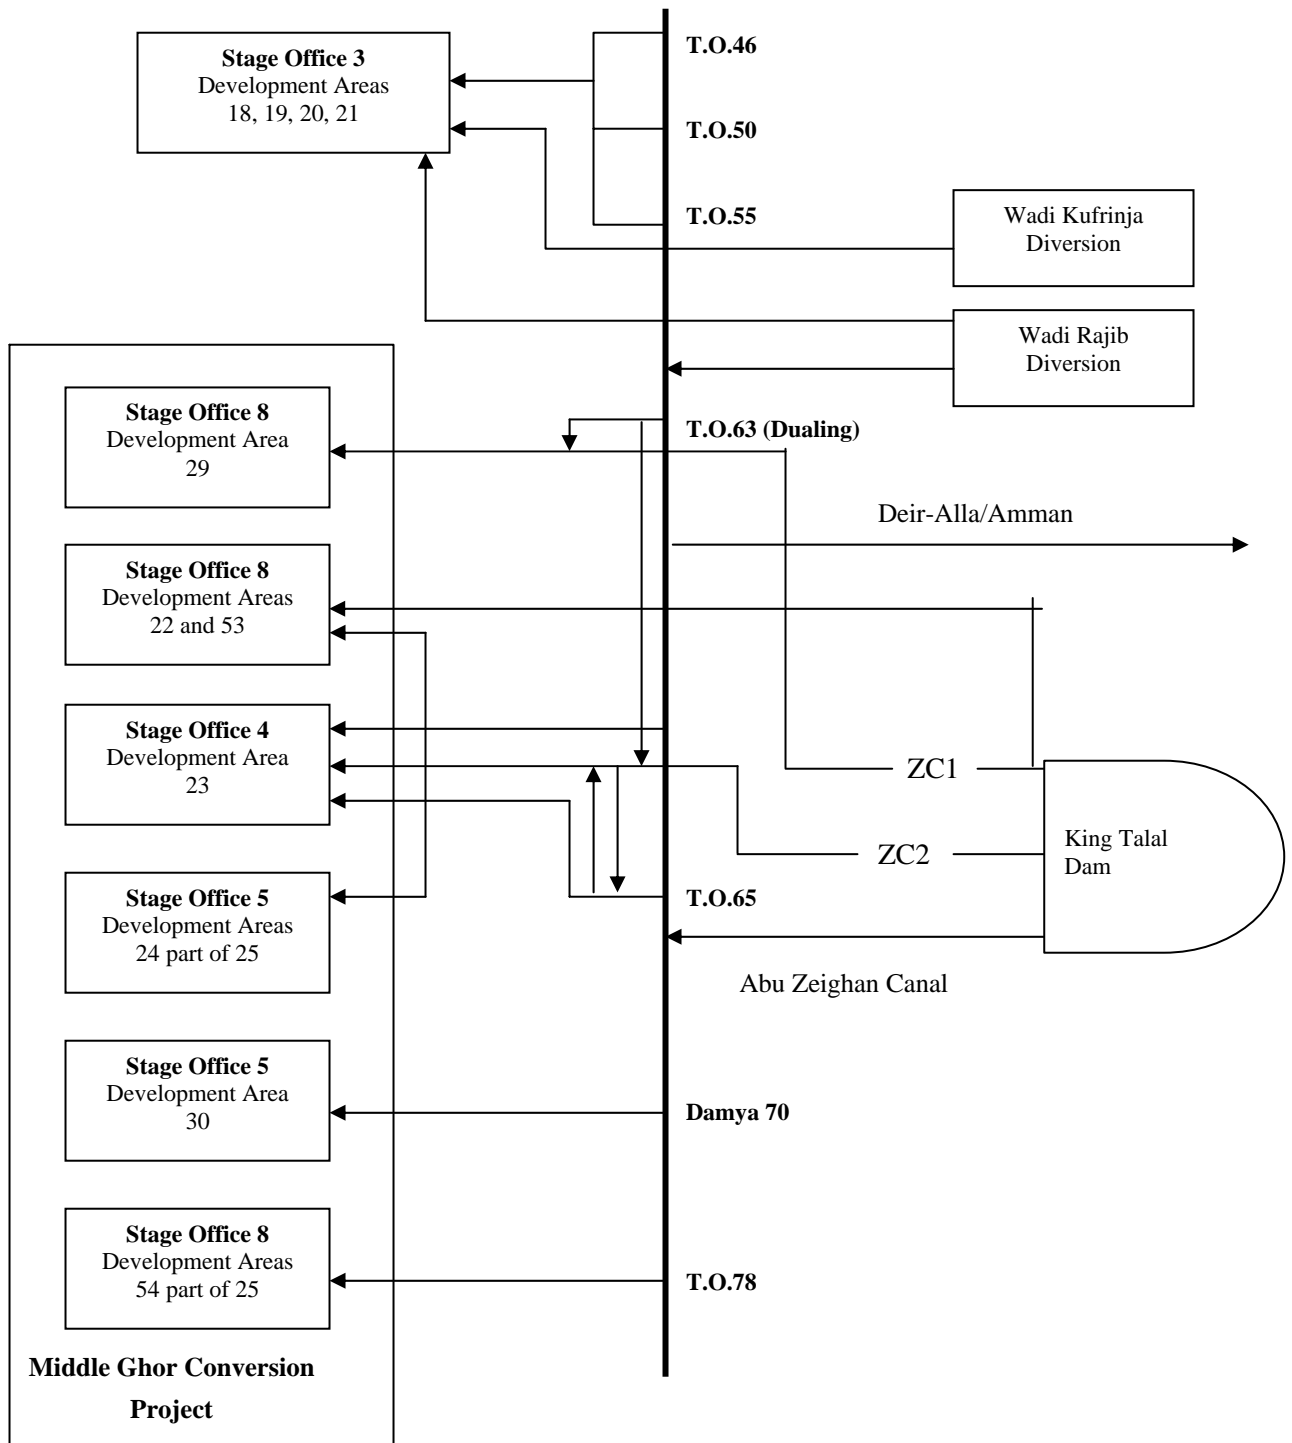 Stage Office 3
Development Areas
18, 19, 20, 21
T.O.46
T.O.50
T.O.55
Wadi Kufrinja
Diversion
Wadi Rajib
Diversion
Stage Office 8
Development Area
29
T.O.63 (Dualing)
Deir-Alla/Amman
Stage Office 8
Development Areas
22 and 53
Stage Office 4
Development Area
23
ZC1
ZC2
King Talal
Dam
Stage Office 5
Development Areas
24 part of 25
T.O.65
Abu Zeighan Canal
Stage Office 5
Development Area
30
Damya 70
Stage Office 8
Development Areas
54 part of 25
T.O.78
Middle Ghor Conversion
Project